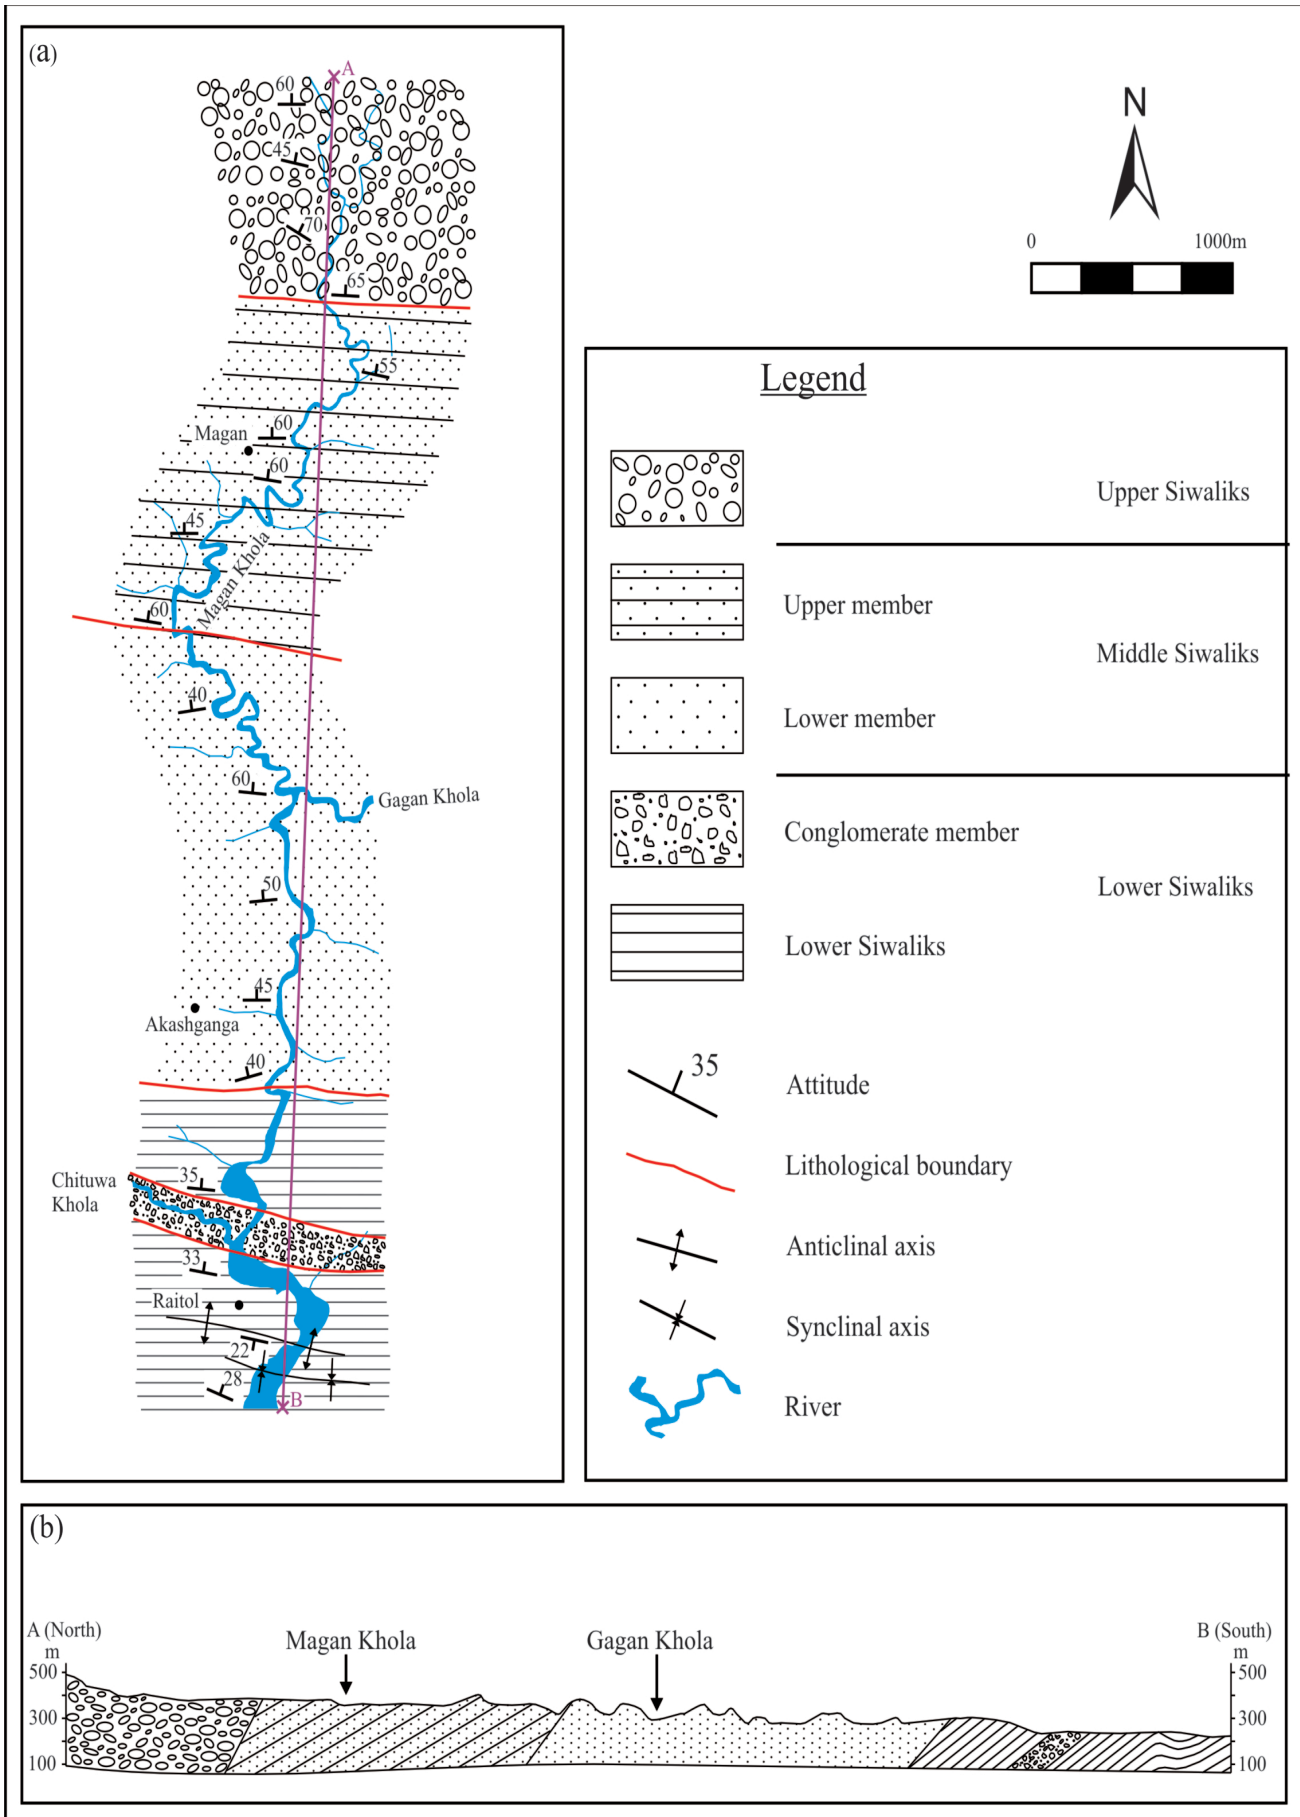 (a)
A
60
45
70
65
55
60
Magan
60
45
Magan Khola
60
40
60
Gagan Khola
50
45
Akashganga
40
Chituwa
Khola
35
33
Raitol
22
28
B
N
0 1000m
Legend
Upper Siwaliks
Upper member
Middle Siwaliks
Lower member
Conglomerate member
Lower Siwaliks
Lower Siwaliks
35
Attitude
Lithological boundary
Anticlinal axis
Synclinal axis
River
(b)
A (North)
m
500
300
100
Magan Khola
Gagan Khola
B (South)
m
500
300
100